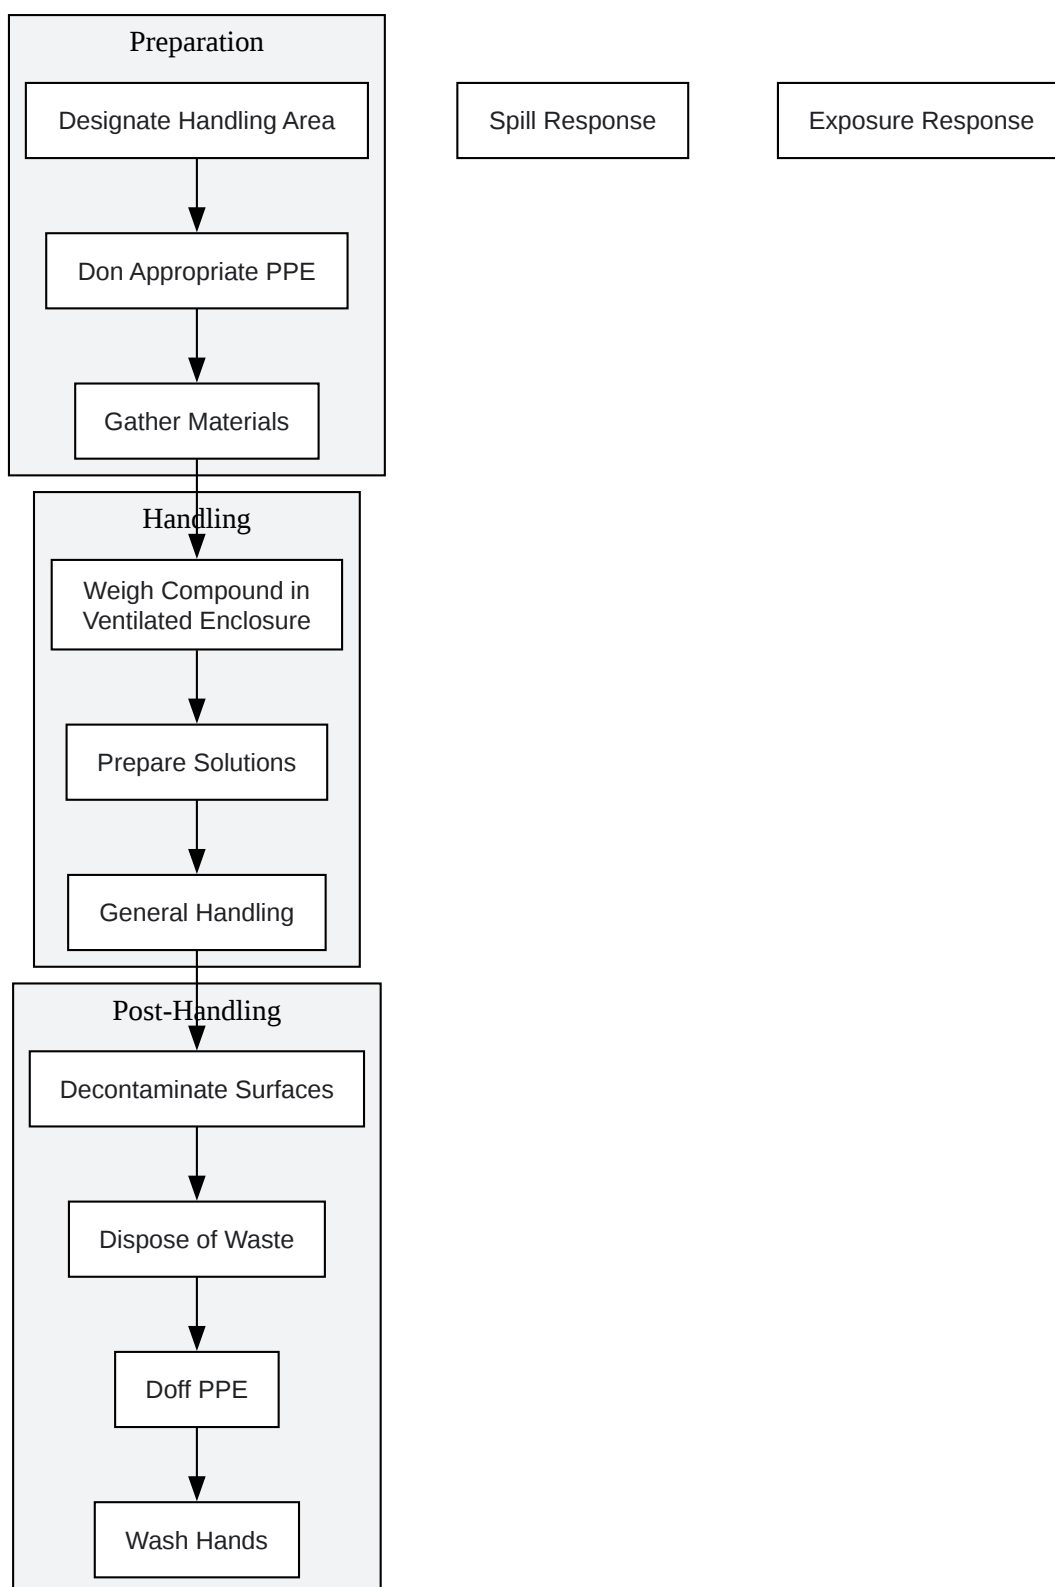 Preparation
Designate Handling Area
Spill Response
Exposure Response
Don Appropriate PPE
Gather Materials
Handling
Weigh Compound in
Ventilated Enclosure
Prepare Solutions
General Handling
Post-Handling
Decontaminate Surfaces
Dispose of Waste
Doff PPE
Wash Hands